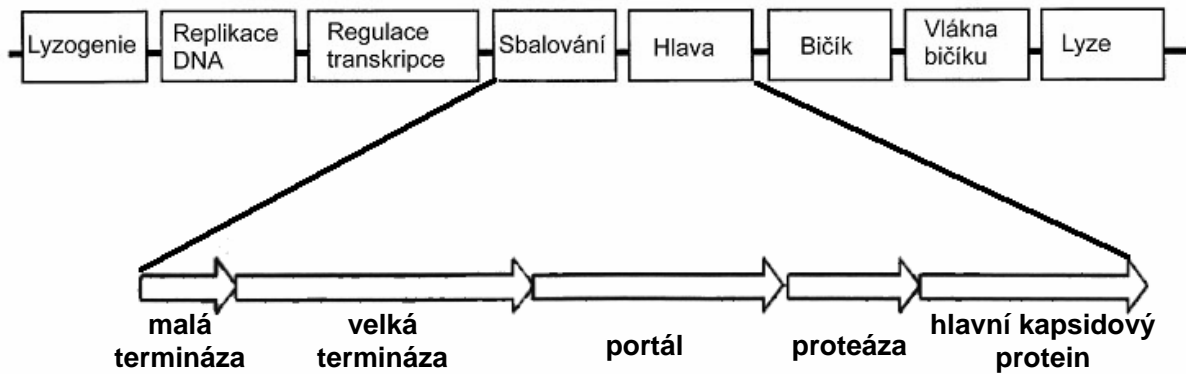 Lyzogenie
Replikace
DNA
Regulace
transkripce
Sbalování
Hlava
Bičík
Vlákna
bičíku
Lyze
malá
termináza
velká
termináza
portál
proteáza
hlavní kapsidový
protein